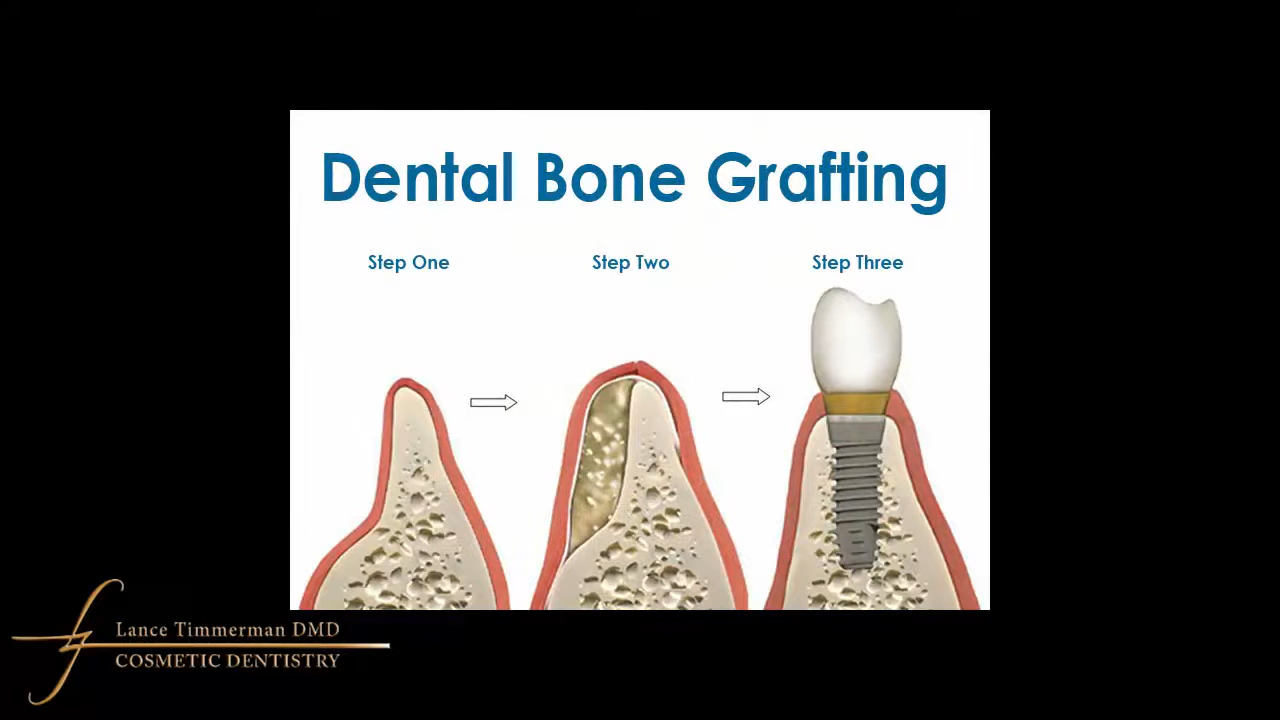 Dental Bone Grafting
Step One
Step Two
Step Three
Lance Timmerman DMD
COSMETIC DENTISTRY